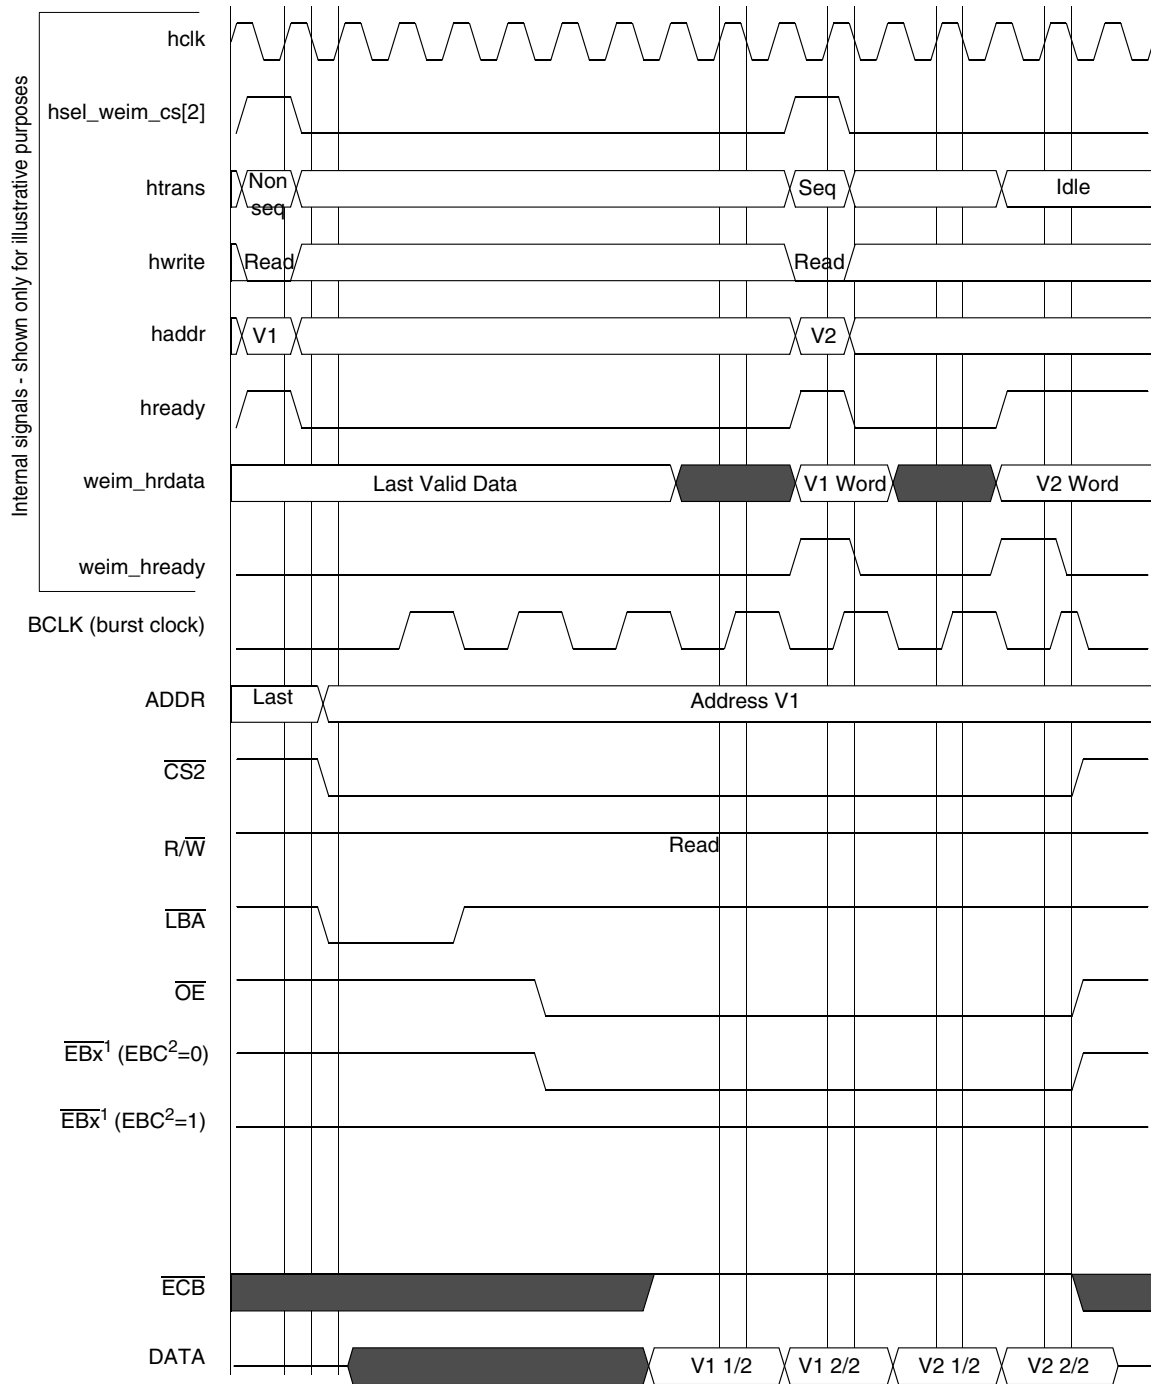 Internal signals - shown only for illustrative purposes
hclk
hsel_weim_cs[2]
htrans
Non
seq
Seq
Idle
hwrite
Read
Read
haddr
V1
V2
hready
weim_hrdata
Last Valid Data
V1 Word
V2 Word
weim_hready
BCLK (burst clock)
ADDR
Last
Address V1
CS2
R/W
Read
LBA
OE
EBx1 (EBC2=0)
EBx1 (EBC2=1)
ECB
DATA
V1 1/2
V1 2/2
V2 1/2
V2 2/2